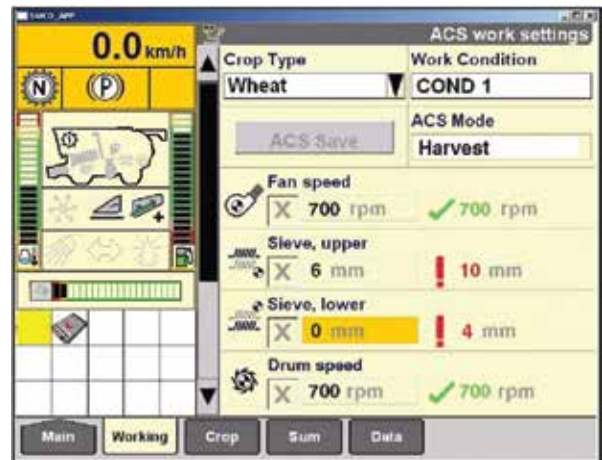 0.0 km/h
N
(P)
ACS work settings
Crop Type
Wheat
Work Condition
COND 1
ACS Save
ACS Mode
Harvest
Fan speed
X 700 rpm
700 rpm
Sieve, upper
X 6 mm
! 10 mm
Sieve, lower
X 0 mm
! 4 mm
Drum speed
X 700 rpm
700 rpm
Main
Working
Crop
Sum
Data